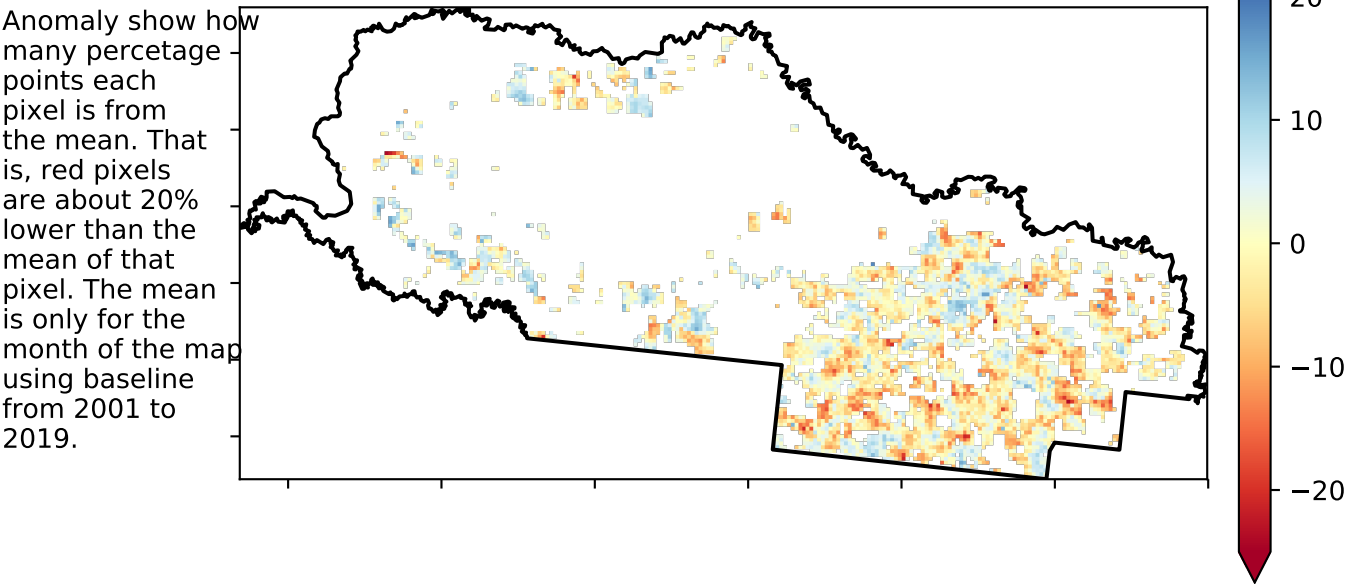 Anomaly show how
many percetage
points each
pixel is from
the mean. That
is, red pixels
are about 20%
lower than the
mean of that
pixel. The mean
is only for the
month of the map
using baseline
from 2001 to
2019.
20
10
0
−10
−20